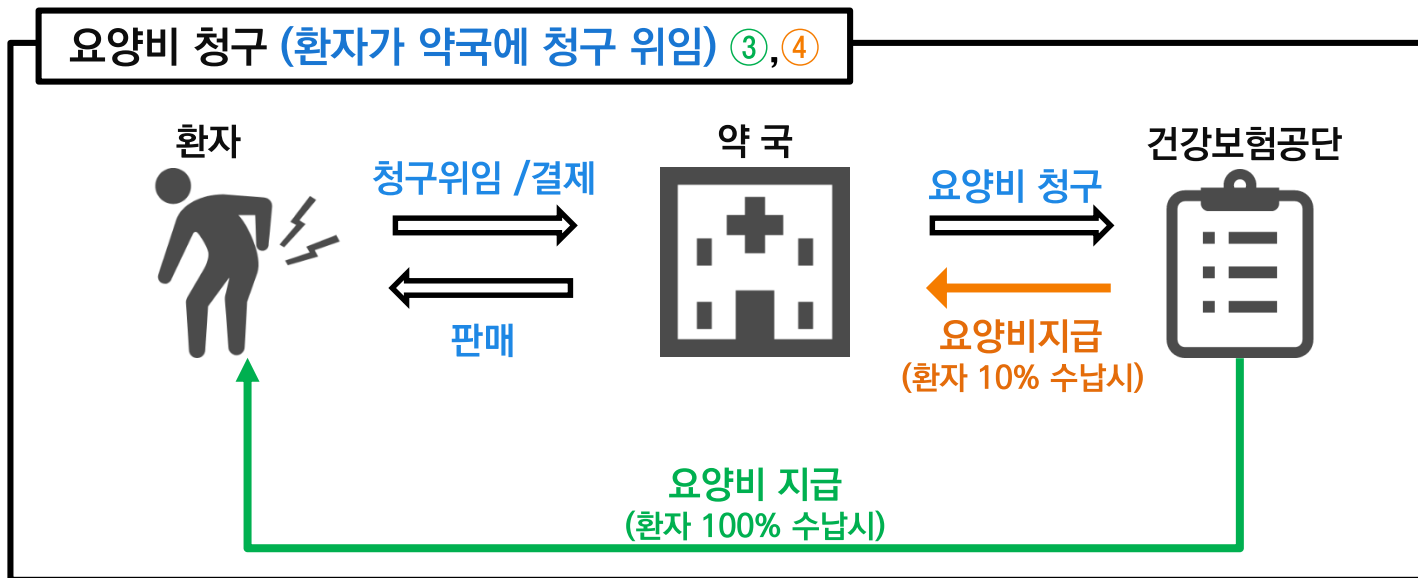 요양비 청구 (환자가 약국에 청구 위임) ③,④
환자
약 국
건강보험공단
청구위임 /결제
요양비 청구
판매
요양비지급
(환자 10% 수납시)
요양비 지급
(환자 100% 수납시)